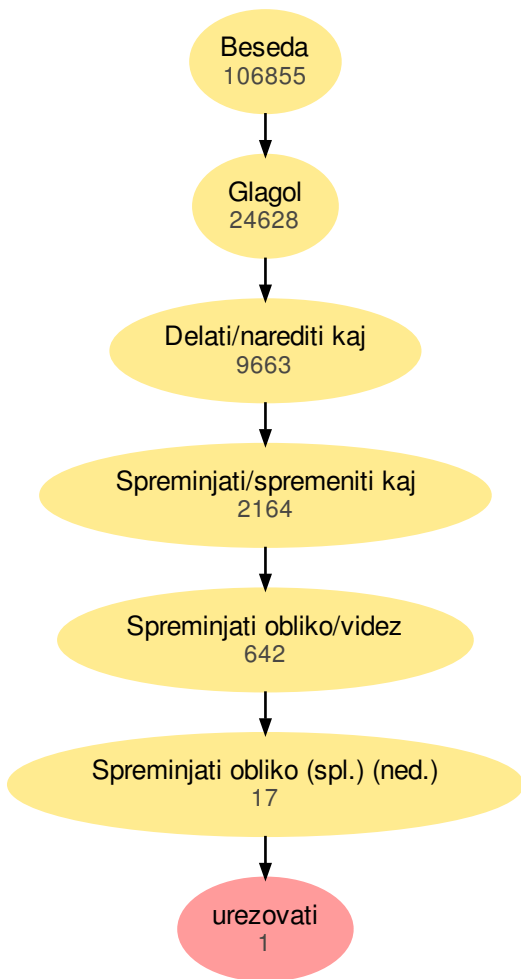 Beseda
106855
Glagol
24628
Delati/narediti kaj
9663
Spreminjati/spremeniti kaj
2164
Spreminjati obliko/videz
642
Spreminjati obliko (spl.) (ned.)
17
urezovati
1